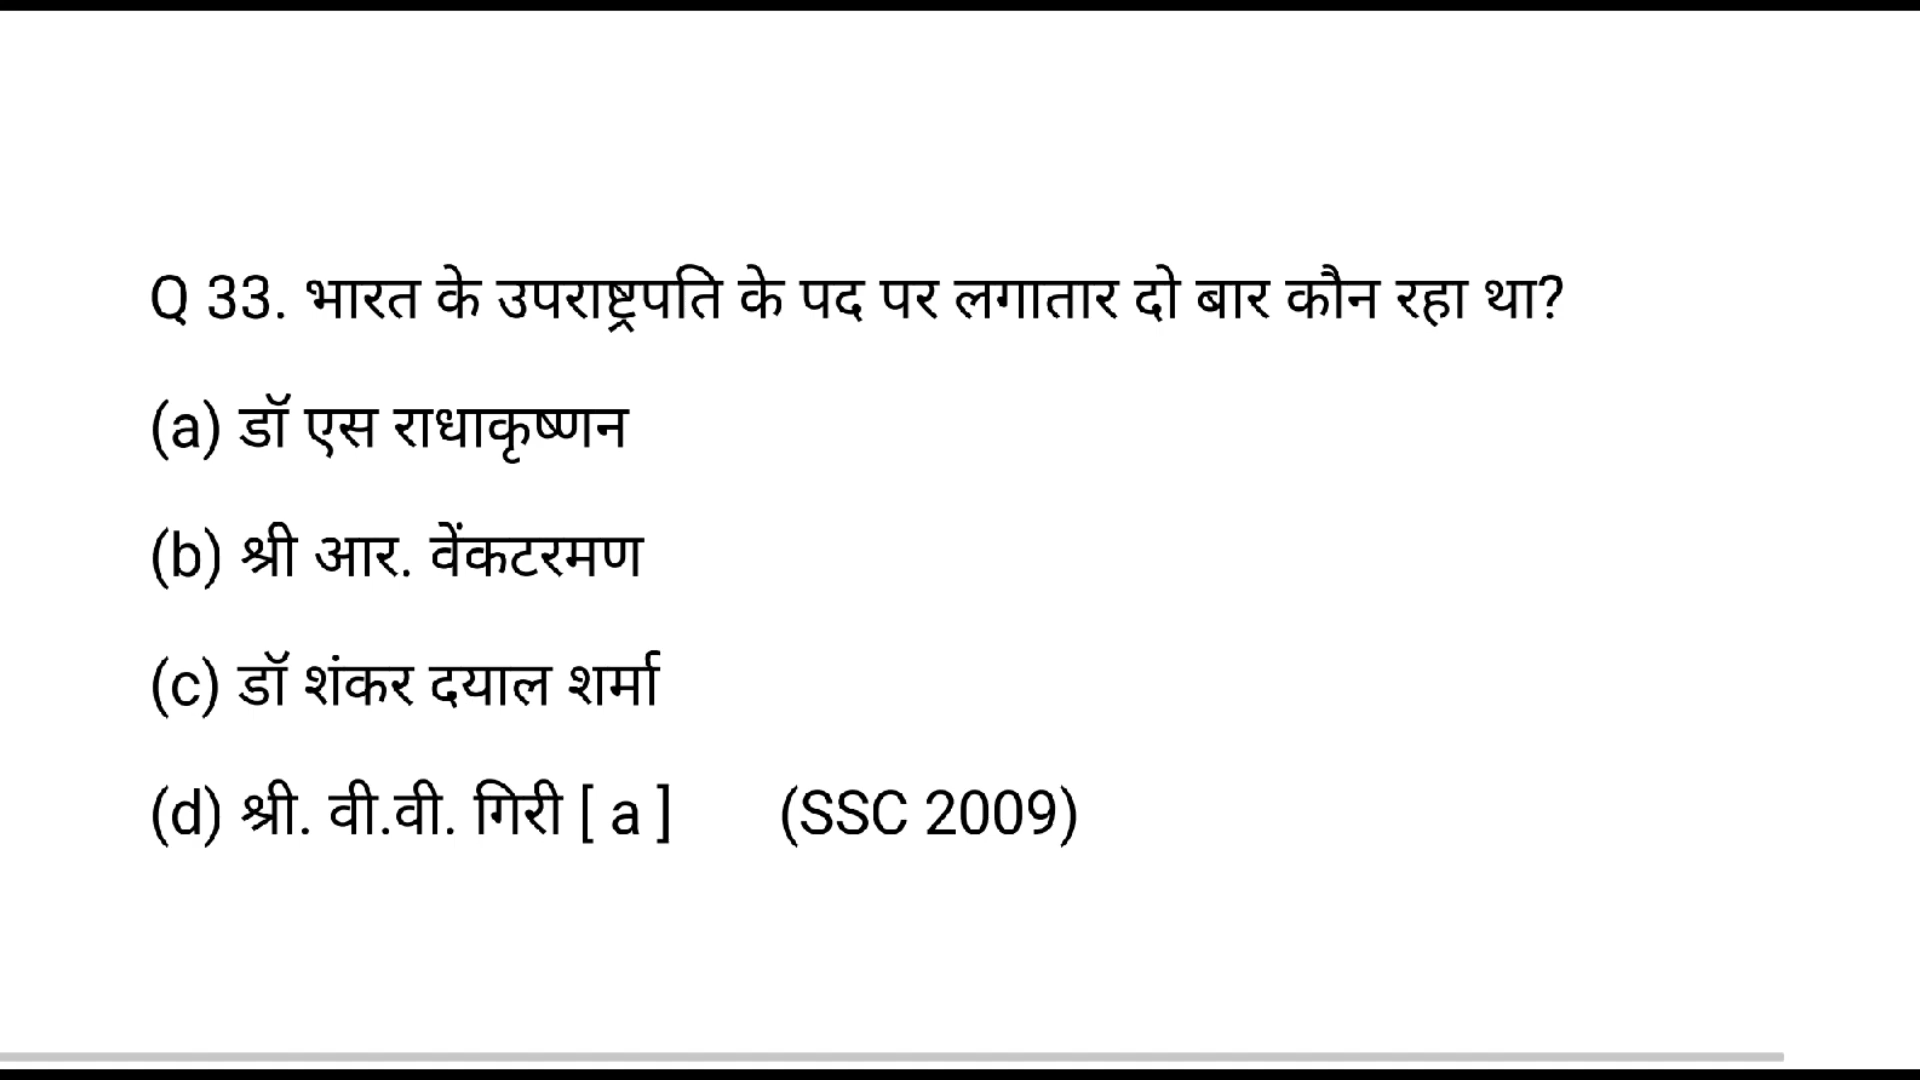 Q 33. भारत के उपराष्ट्रपति के पद पर लगातार दो बार कौन रहा था?
(a) डॉ एस राधाकृष्णन
(b) श्री आर. वेंकटरमण
(c) डॉ शंकर दयाल शर्मा
(d) श्री. वी.वी. गिरी [ a ] (SSC 2009)